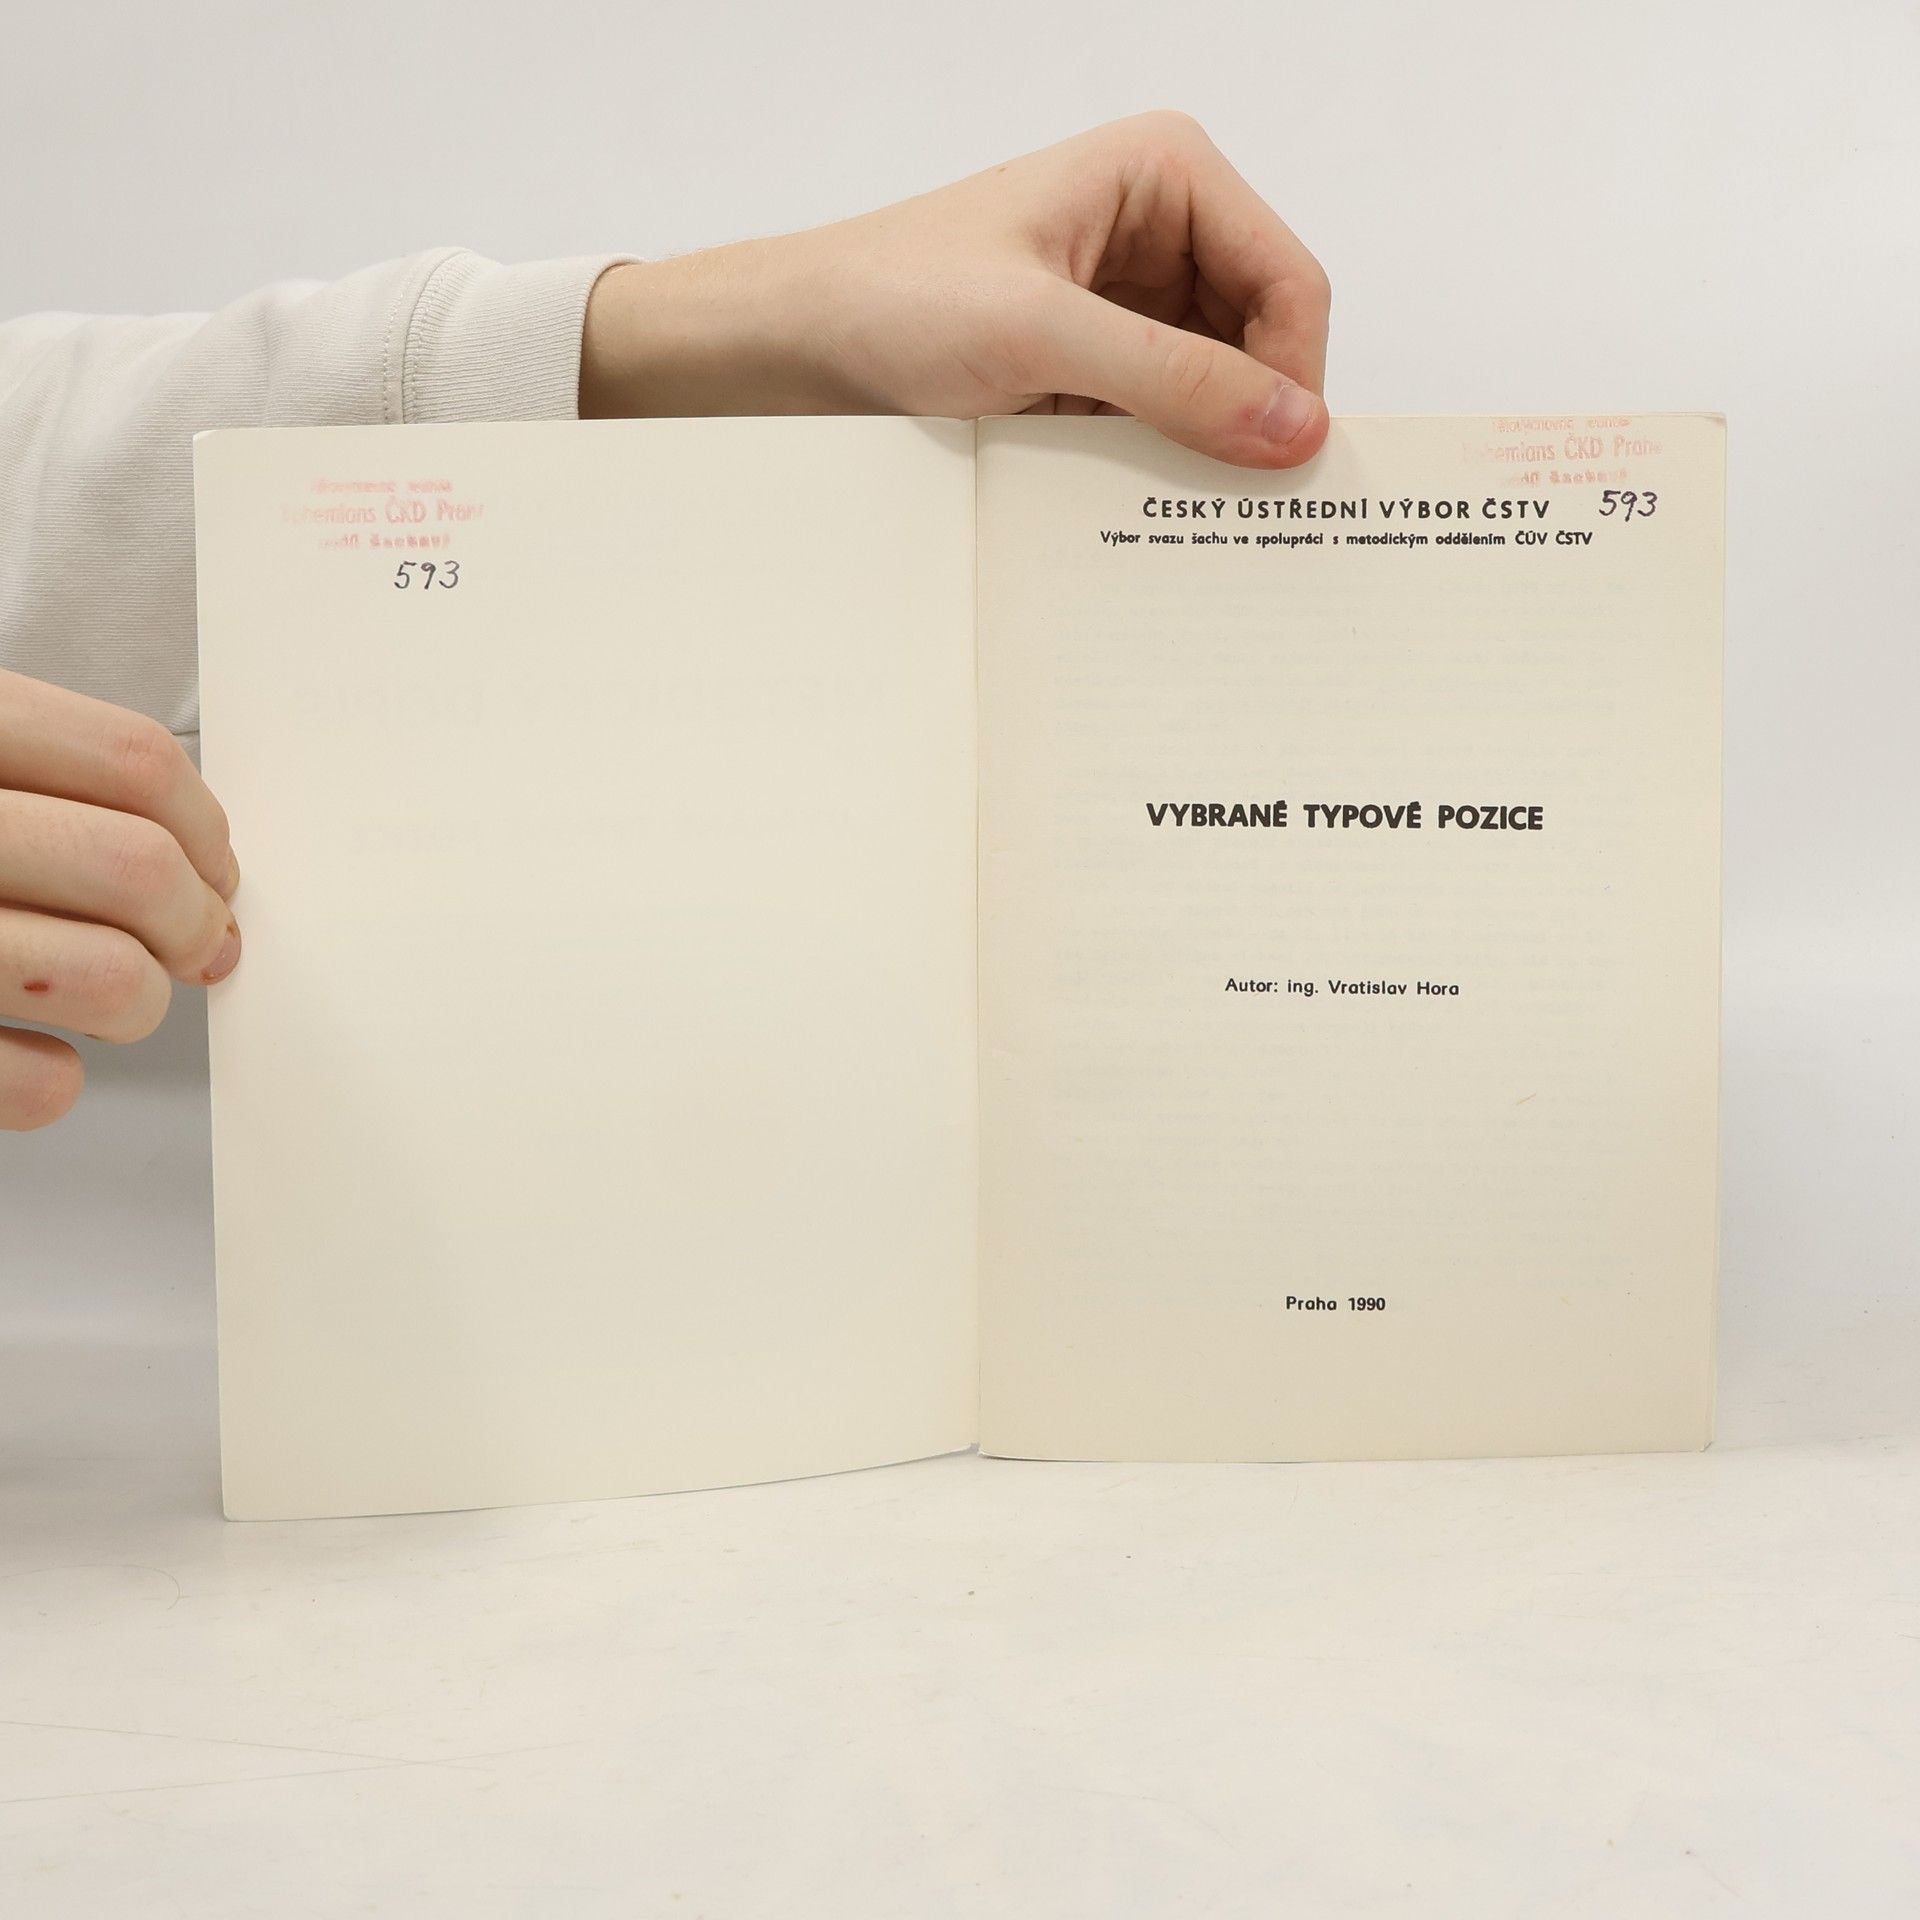 Bohemians ČKD Praha
593
Bohemians ČKD Praha
ČESKÝ ÚSTŘEDNÍ VÝBOR ČSTV 593
Výbor svazu šachu ve spolupráci s metodickým oddělením ČÚV ČSTV
VYBRANÉ TYPOVÉ POZICE
Autor: ing. Vratislav Hora
Praha 1990